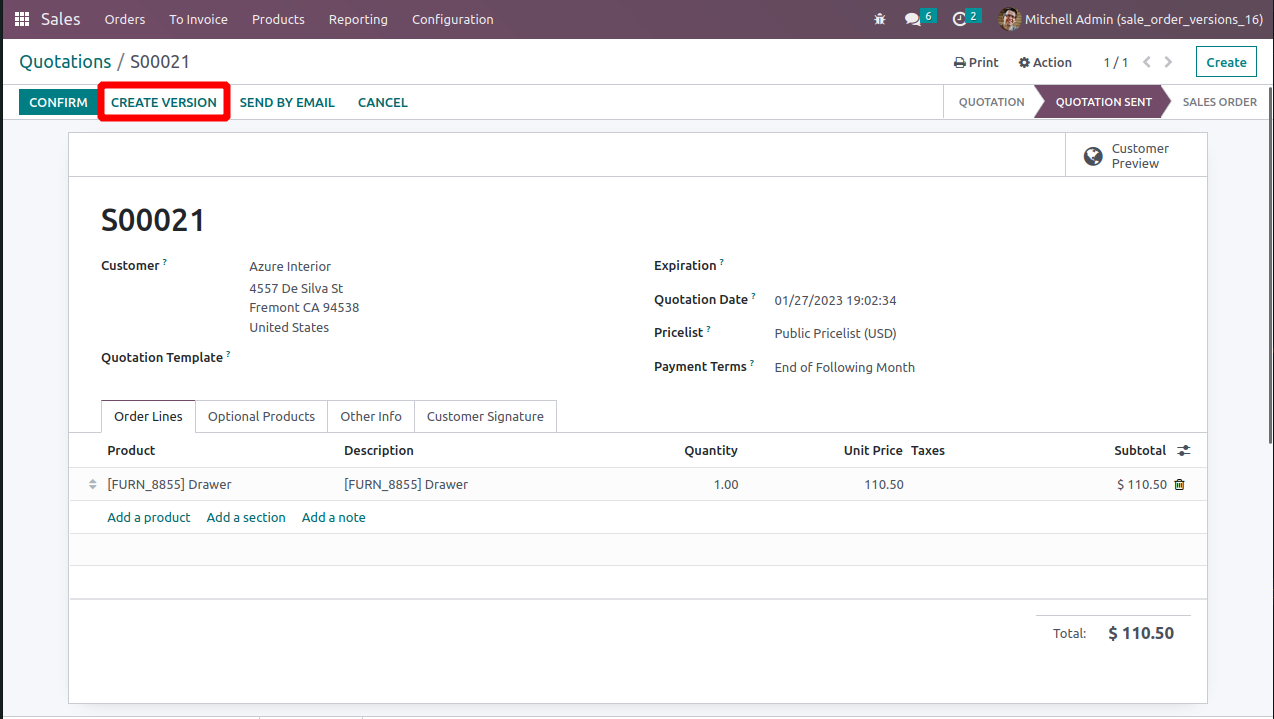 Sales Orders To Invoice Products Reporting Configuration 6 2 Mitchell Admin (sale_order_versions_16)
Quotations / S00021 Print Action 1 / 1 Create
CONFIRM CREATE VERSION SEND BY EMAIL CANCEL QUOTATION QUOTATION SENT SALES ORDER
Customer
Preview
S00021
Customer ? Azure Interior
4557 De Silva St
Fremont CA 94538
United States
Quotation Template ?
Expiration ?
Quotation Date ? 01/27/2023 19:02:34
Pricelist ? Public Pricelist (USD)
Payment Terms ? End of Following Month
Order Lines Optional Products Other Info Customer Signature
Product Description Quantity Unit Price Taxes Subtotal
[FURN_8855] Drawer [FURN_8855] Drawer 1.00 110.50 $ 110.50
Add a product Add a section Add a note
Total: $ 110.50